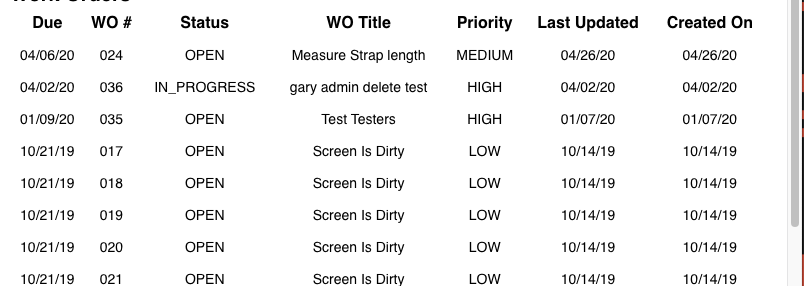 Due WO # Status WO Title Priority Last Updated Created On
04/06/20 024 OPEN Measure Strap length MEDIUM 04/26/20 04/26/20
04/02/20 036 IN_PROGRESS gary admin delete test HIGH 04/02/20 04/02/20
01/09/20 035 OPEN Test Testers HIGH 01/07/20 01/07/20
10/21/19 017 OPEN Screen Is Dirty LOW 10/14/19 10/14/19
10/21/19 018 OPEN Screen Is Dirty LOW 10/14/19 10/14/19
10/21/19 019 OPEN Screen Is Dirty LOW 10/14/19 10/14/19
10/21/19 020 OPEN Screen Is Dirty LOW 10/14/19 10/14/19
10/21/19 021 OPEN Screen Is Dirty LOW 10/14/19 10/14/19